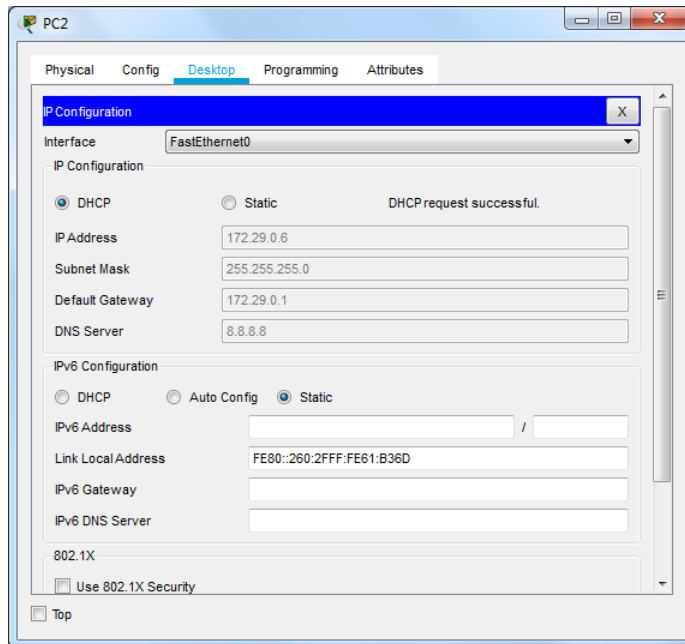 PC2
Physical Config Desktop Programming Attributes
IP Configuration X
Interface FastEthernet0
IP Configuration
DHCP Static DHCP request successful.
IP Address 172.29.0.6
Subnet Mask 255.255.255.0
Default Gateway 172.29.0.1
DNS Server 8.8.8.8
IPv6 Configuration
DHCP Auto Config Static
IPv6 Address /
Link Local Address FE80::260:2FFF:FE61:B36D
IPv6 Gateway
IPv6 DNS Server
802.1X
Use 802.1X Security
Top